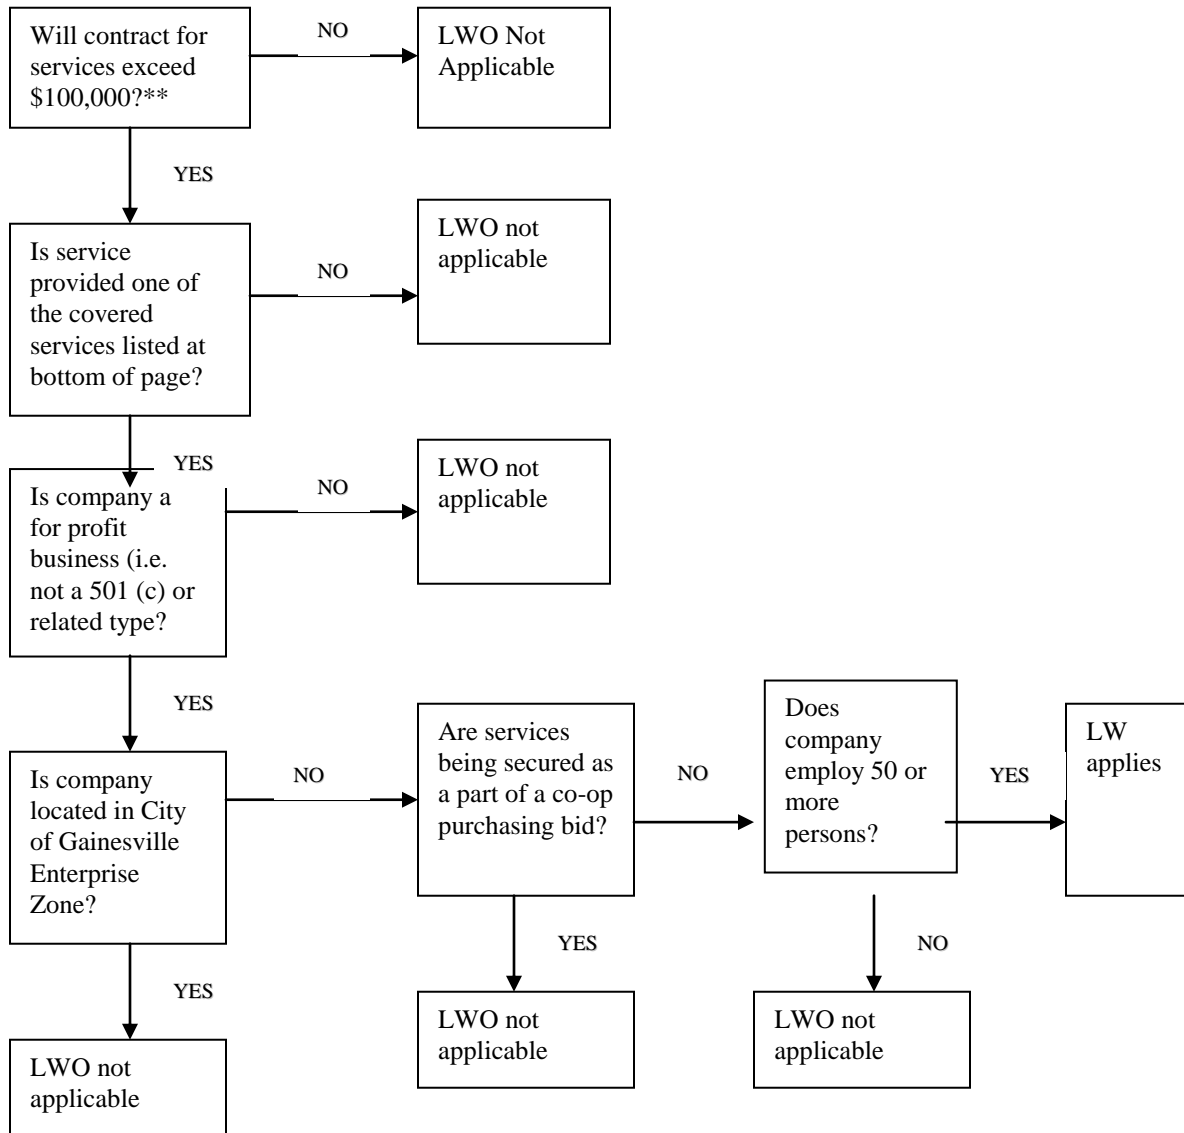 Will contract for
services exceed
$100,000?**
NO
LWO Not
Applicable
YES
Is service
provided one of
the covered
services listed at
bottom of page?
NO
LWO not
applicable
YES
Is company a
for profit
business (i.e.
not a 501 (c) or
related type?
NO
LWO not
applicable
YES
Is company
located in City
of Gainesville
Enterprise
Zone?
NO
Are services
being secured as
a part of a co-op
purchasing bid?
NO
Does
company
employ 50 or
more
persons?
YES
LW
applies
YES
LWO not
applicable
YES
LWO not
applicable
NO
LWO not
applicable